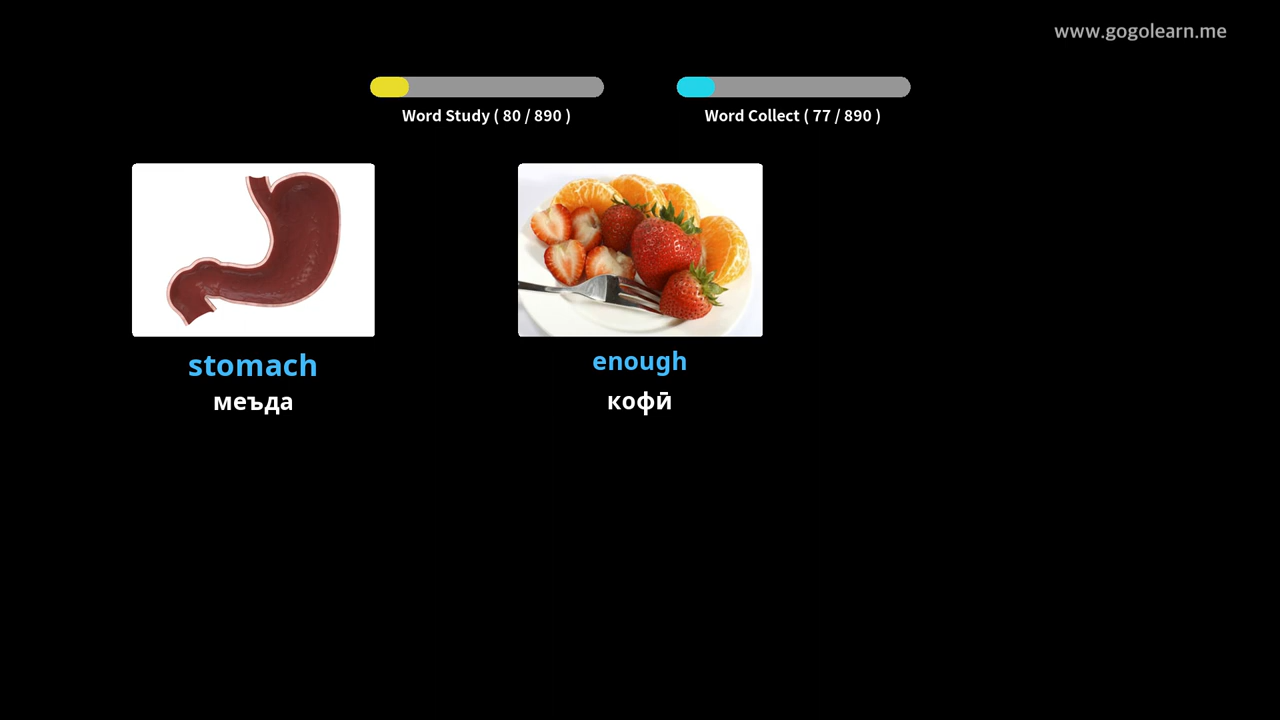 www.gogolearn.me
Word Study ( 80 / 890 )
Word Collect ( 77 / 890 )
stomach
меъда
enough
кофӣ